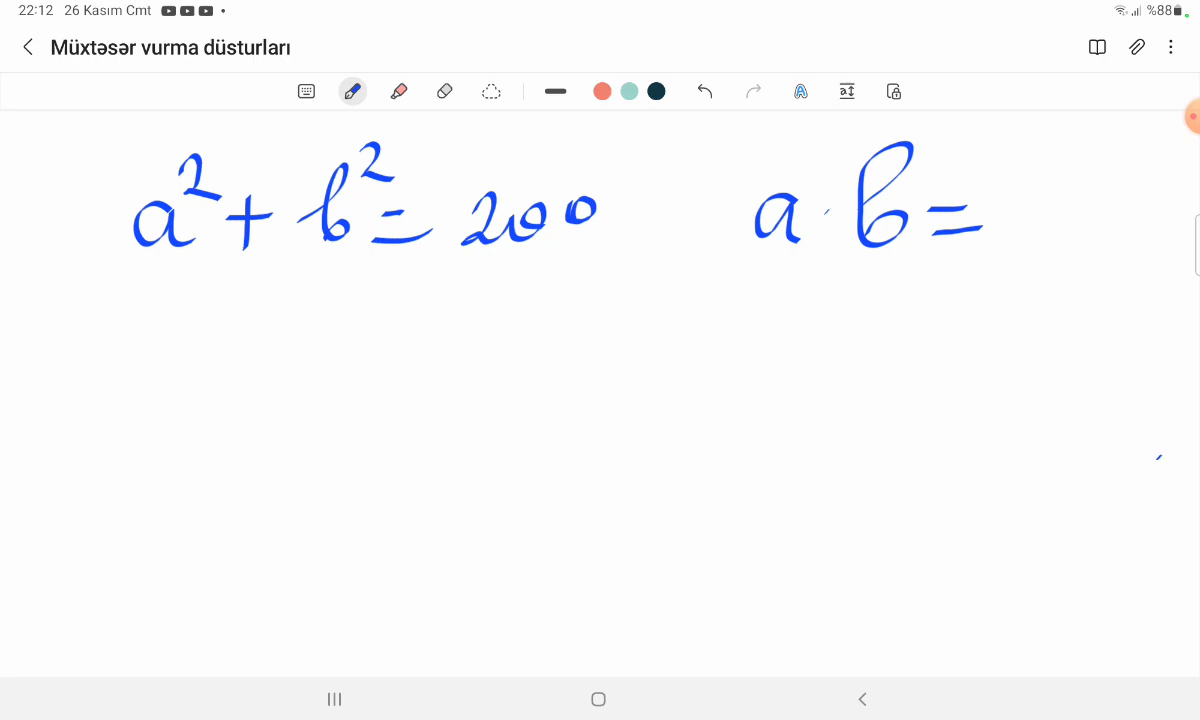 22:12 26 Kasım Cmt %88
Müxtəsər vurma düsturları
a² + b² = 200 a · b =